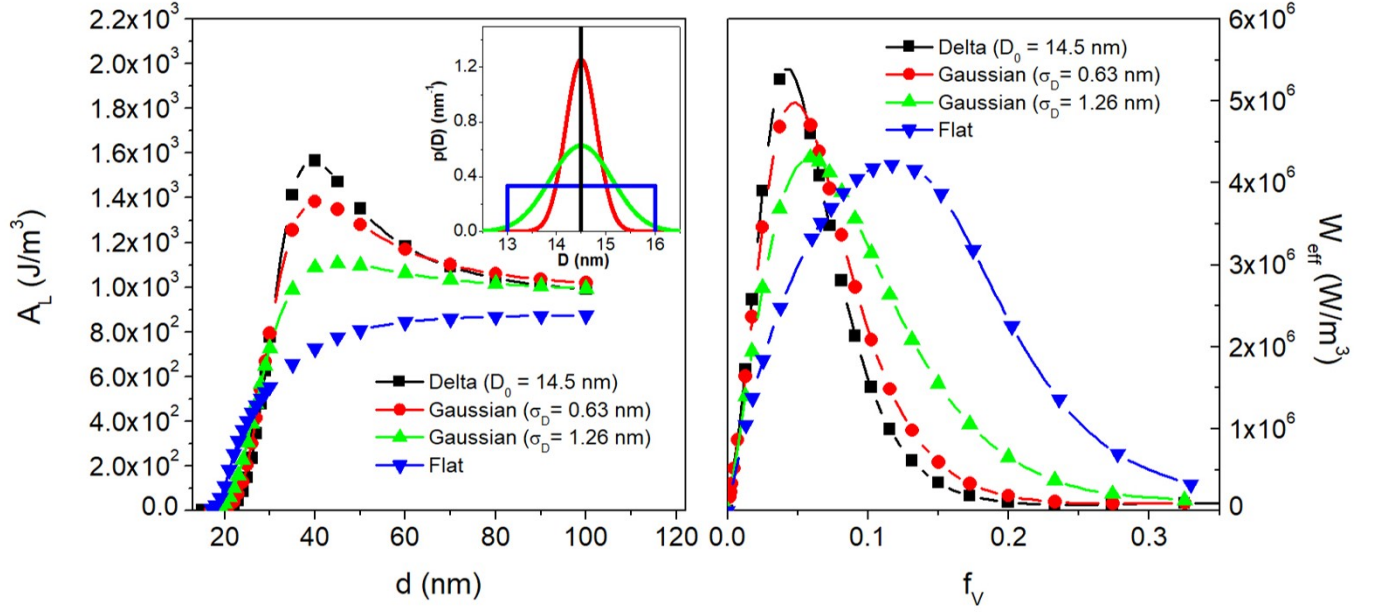 2.2x10³
2.0x10³
1.8x10³
1.6x10³
1.4x10³
1.2x10³
1.0x10³
8.0x10²
6.0x10²
4.0x10²
2.0x10²
0.0
A_L (J/m³)
20 40 60 80 100 120
d (nm)
1.2
0.8
0.4
0.0
p(D) (nm⁻¹)
13 14 15 16
D (nm)
Delta (D₀ = 14.5 nm)
Gaussian (σ_D= 0.63 nm)
Gaussian (σ_D= 1.26 nm)
Flat
Delta (D₀ = 14.5 nm)
Gaussian (σ_D= 0.63 nm)
Gaussian (σ_D= 1.26 nm)
Flat
6x10⁶
5x10⁶
4x10⁶
3x10⁶
2x10⁶
1x10⁶
0
W_eff (W/m³)
0.0 0.1 0.2 0.3
f_V